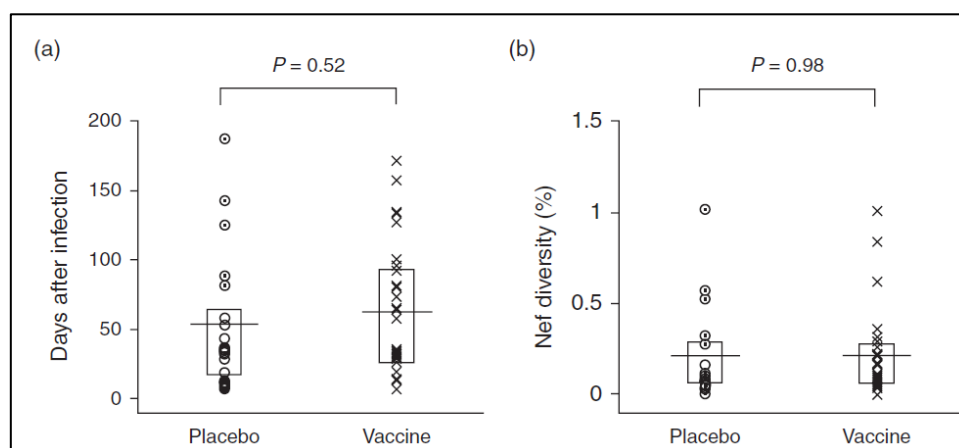 (a)
P = 0.52
200
150
100
50
0
Days after infection
Placebo Vaccine
(b)
P = 0.98
1.5
1
0.5
0
Nef diversity (%)
Placebo Vaccine